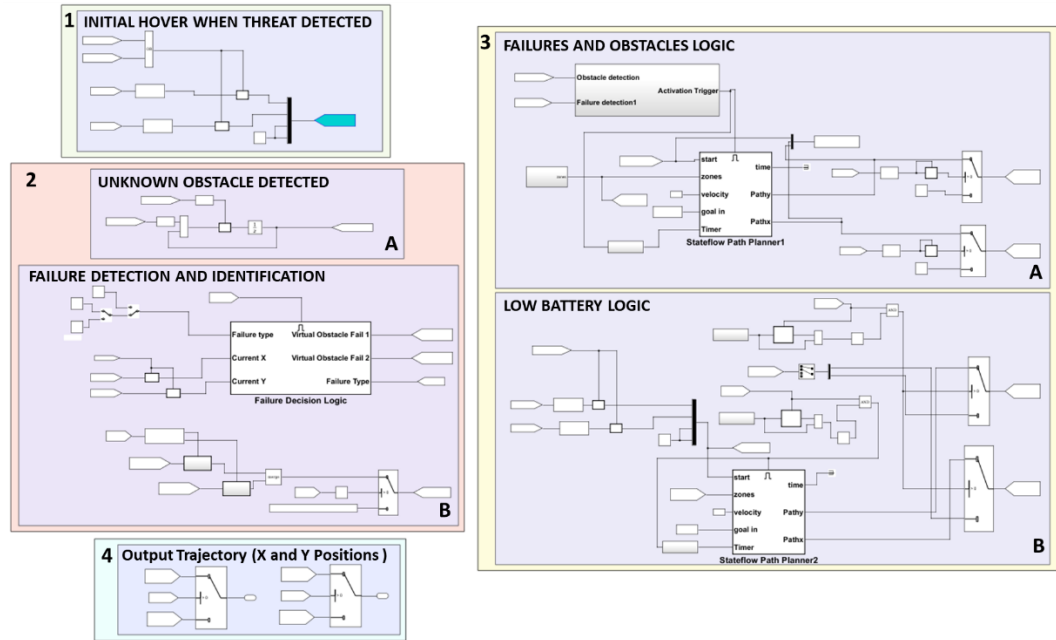 1
INITIAL HOVER WHEN THREAT DETECTED
2
UNKNOWN OBSTACLE DETECTED
A
FAILURE DETECTION AND IDENTIFICATION
Failure type
Current X
Current Y
Virtual Obstacle Fail 1
Virtual Obstacle Fail 2
Failure Type
Failure Decision Logic
B
3
FAILURES AND OBSTACLES LOGIC
Obstacle detection
Failure detection1
Activation Trigger
start
zones
velocity
goal in
Timer
time
Pathy
Pathx
Stateflow Path Planner1
A
LOW BATTERY LOGIC
start
zones
velocity
goal in
Timer
time
Pathy
Pathx
Stateflow Path Planner2
B
4
Output Trajectory (X and Y Positions )